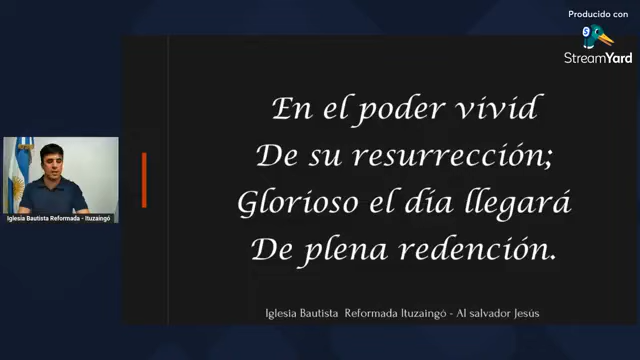 Producido con
StreamYard
En el poder vivid
De su resurrección;
Glorioso el día llegará
De plena redención.
Iglesia Bautista Reformada - Ituzaingó
Iglesia Bautista Reformada Ituzaingó - Al salvador Jesús